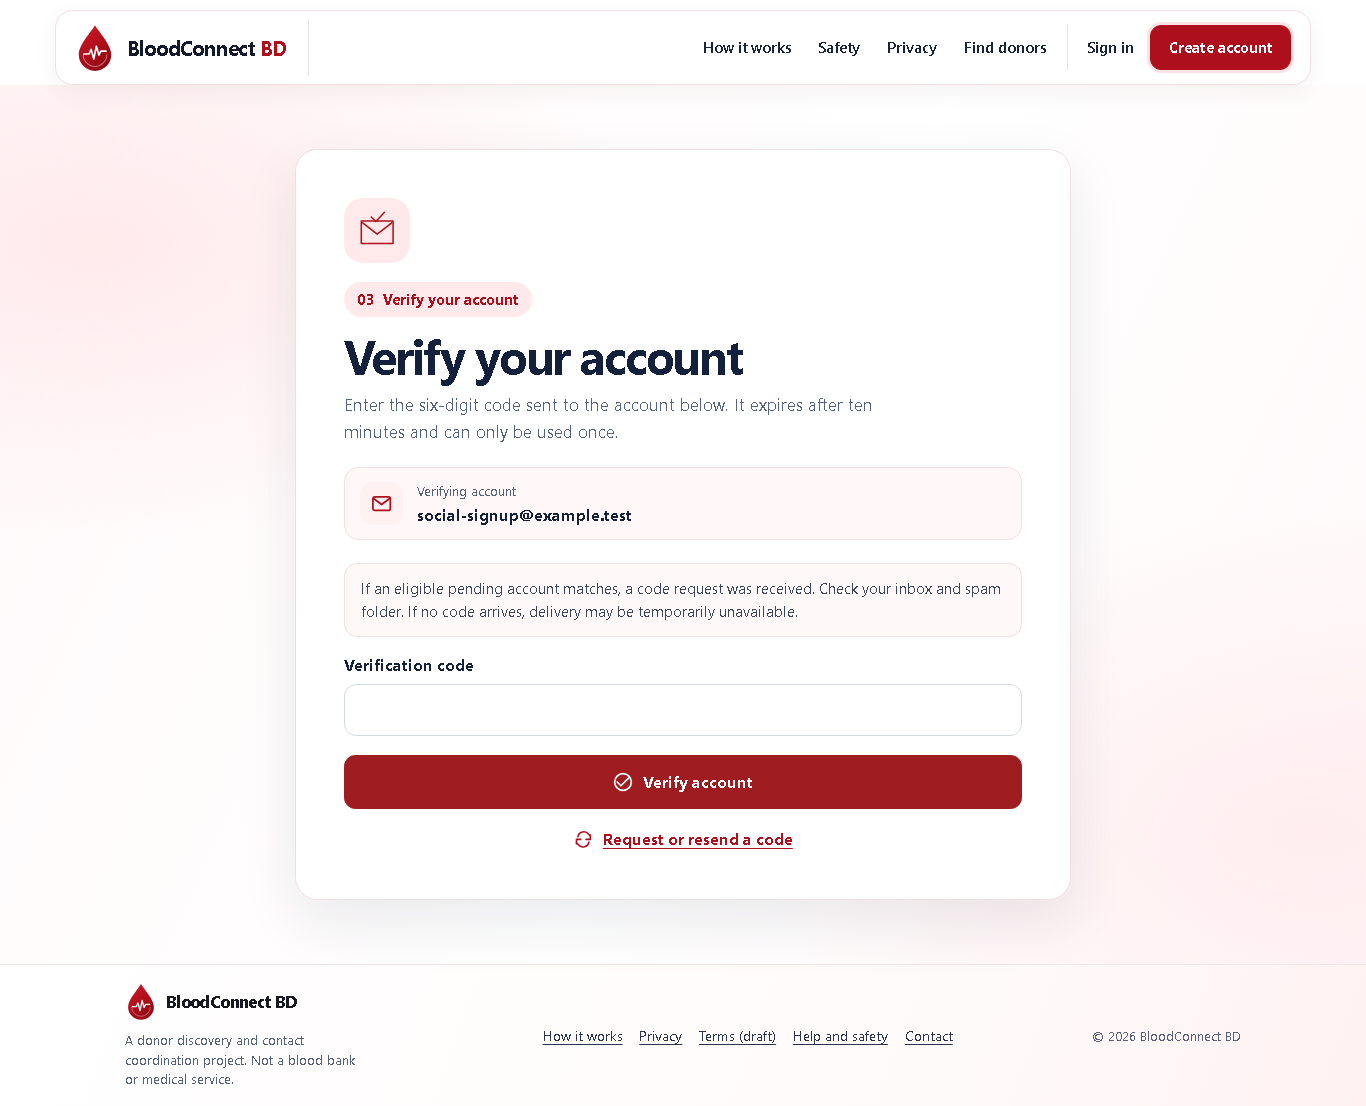 BloodConnect BD
How it works
Safety
Privacy
Find donors
Sign in
Create account
03 Verify your account
Verify your account
Enter the six-digit code sent to the account below. It expires after ten
minutes and can only be used once.
Verifying account
social-signup@example.test
If an eligible pending account matches, a code request was received. Check your inbox and spam
folder. If no code arrives, delivery may be temporarily unavailable.
Verification code
Verify account
Request or resend a code
BloodConnect BD
A donor discovery and contact
coordination project. Not a blood bank
or medical service.
How it works
Privacy
Terms (draft)
Help and safety
Contact
© 2026 BloodConnect BD